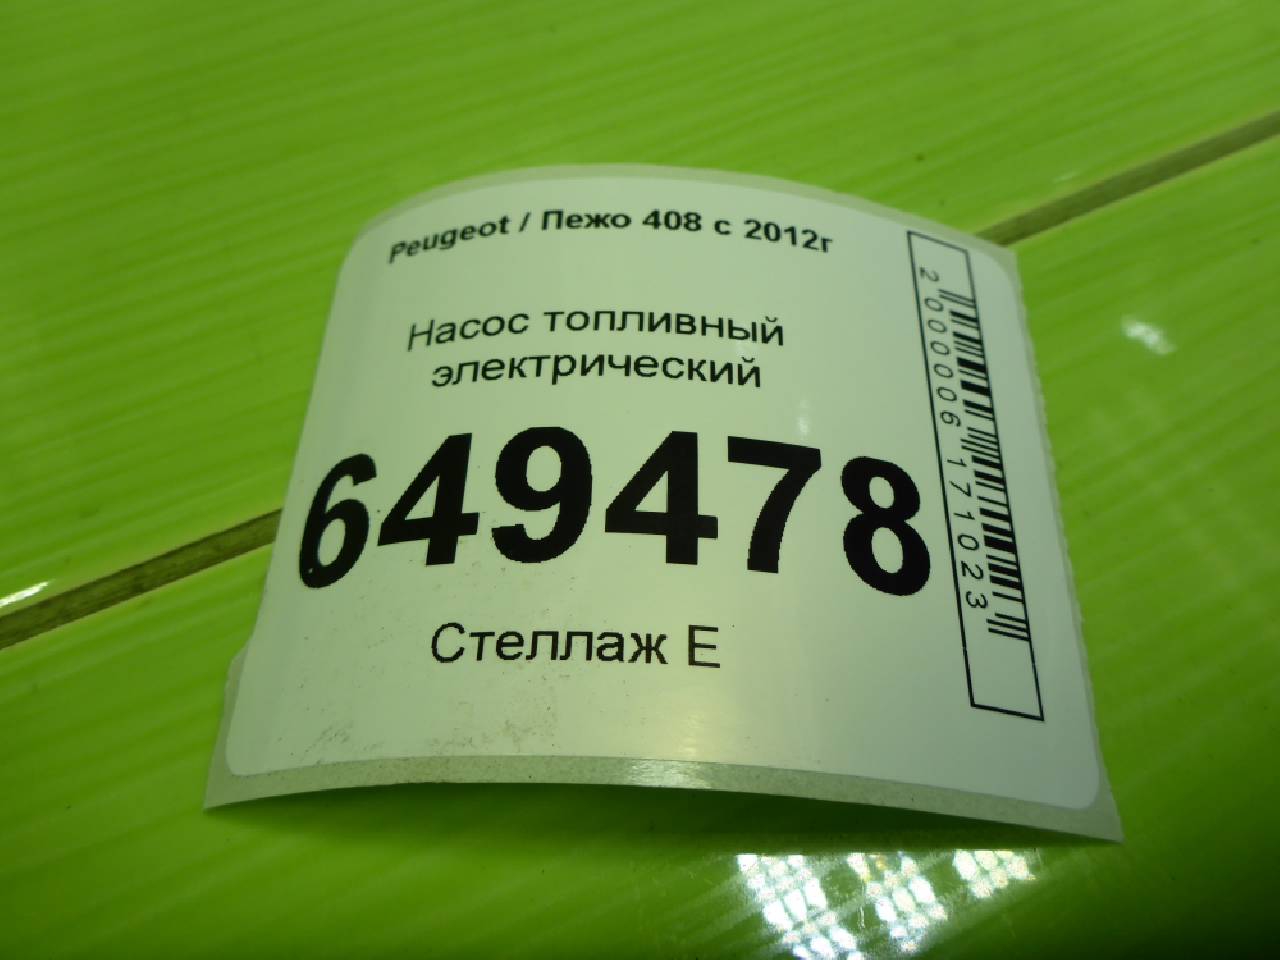 Peugeot / Пежо 408 с 2012г
Насос топливный
электрический
649478
Стеллаж Е
2000006171023